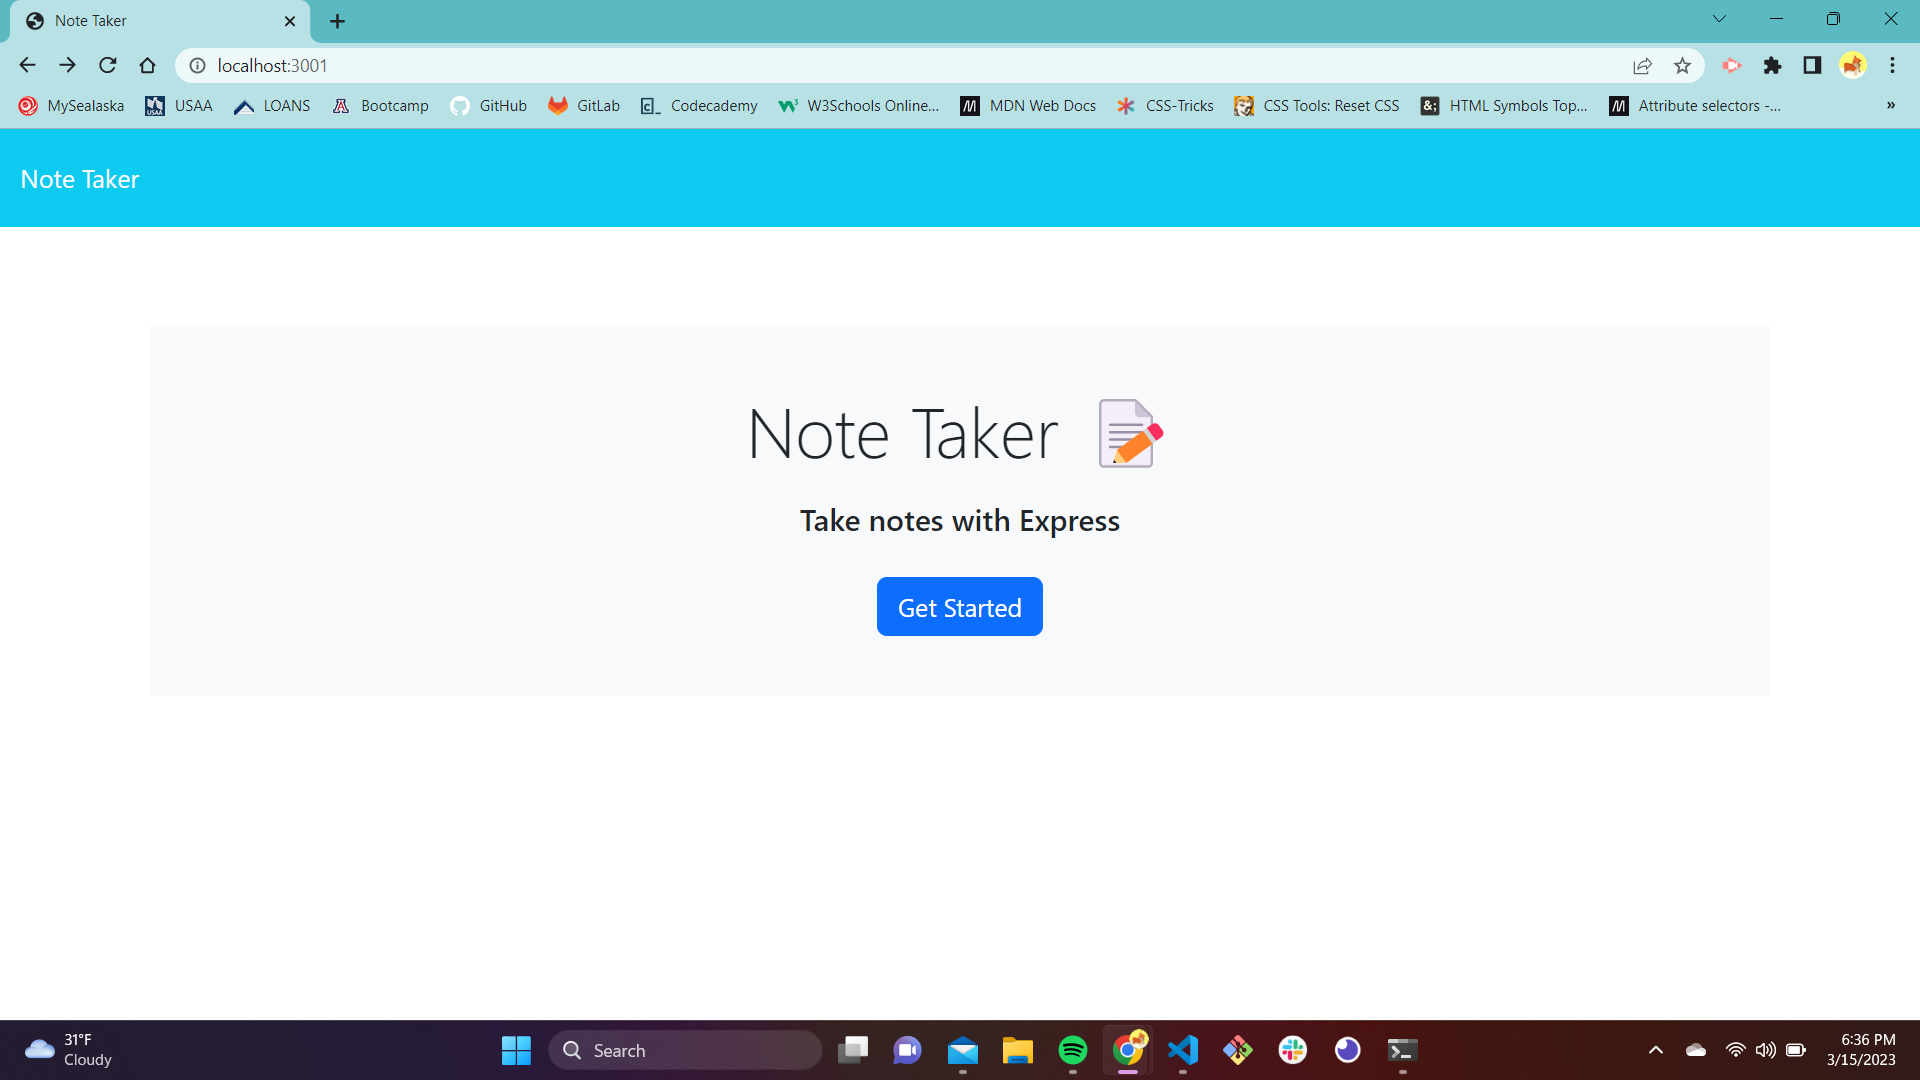 Note Taker
localhost:3001
MySealaska USAA LOANS Bootcamp GitHub GitLab Codecademy W3Schools Online... MDN Web Docs CSS-Tricks CSS Tools: Reset CSS HTML Symbols Top... Attribute selectors -... »
Note Taker
Note Taker
Take notes with Express
Get Started
31°F
Cloudy
Search
6:36 PM
3/15/2023